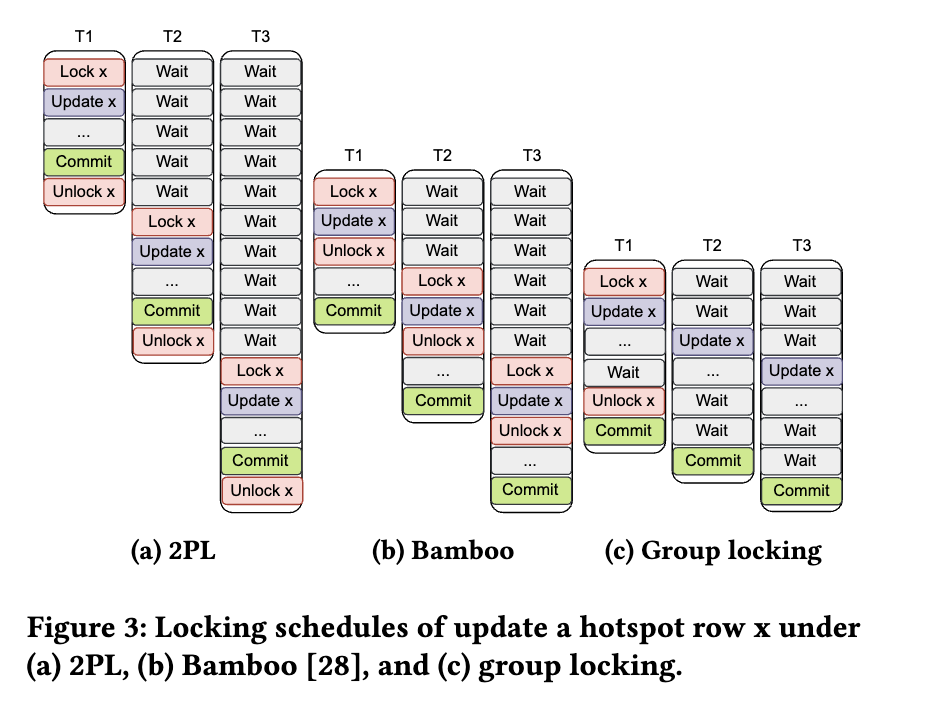 T1
Lock x
Update x
...
Commit
Unlock x
T2
Wait
Wait
Wait
Wait
Wait
Lock x
Update x
...
Commit
Unlock x
T3
Wait
Wait
Wait
Wait
Wait
Wait
Wait
Wait
Wait
Wait
Lock x
Update x
...
Commit
Unlock x
(a) 2PL
T1
Lock x
Update x
Unlock x
...
Commit
T2
Wait
Wait
Wait
Lock x
Update x
Unlock x
...
Commit
T3
Wait
Wait
Wait
Wait
Wait
Wait
Lock x
Update x
Unlock x
...
Commit
(b) Bamboo
T1
Lock x
Update x
...
Wait
Unlock x
Commit
T2
Wait
Wait
Update x
...
Wait
Wait
Commit
T3
Wait
Wait
Wait
Update x
...
Wait
Wait
Commit
(c) Group locking
Figure 3: Locking schedules of update a hotspot row x under
(a) 2PL, (b) Bamboo [28], and (c) group locking.